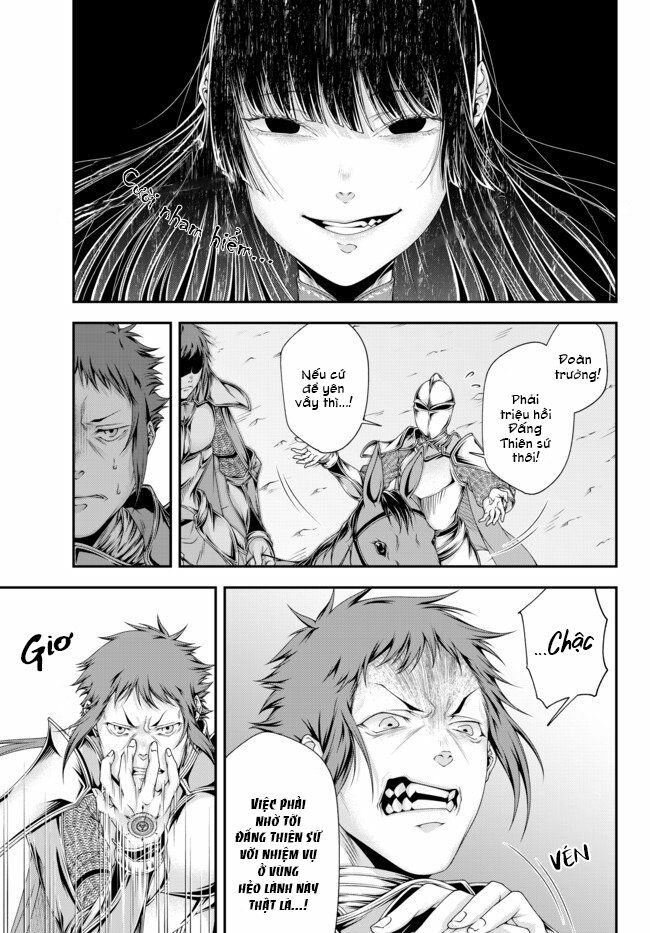 Cười nham hiểm...
Đoàn
trưởng!
Phải
triệu hồi
Đấng
Thiên sứ
thôi!
Nếu cứ
để yên
vầy thì...!
...Chậc
VÉN
VIỆC PHẢI
NHỜ TỚI
ĐẤNG THIÊN SỨ
VỚI NHIỆM VỤ
Ở VÙNG
HẺO LÁNH NÀY
THẬT LÀ...!
Giơ